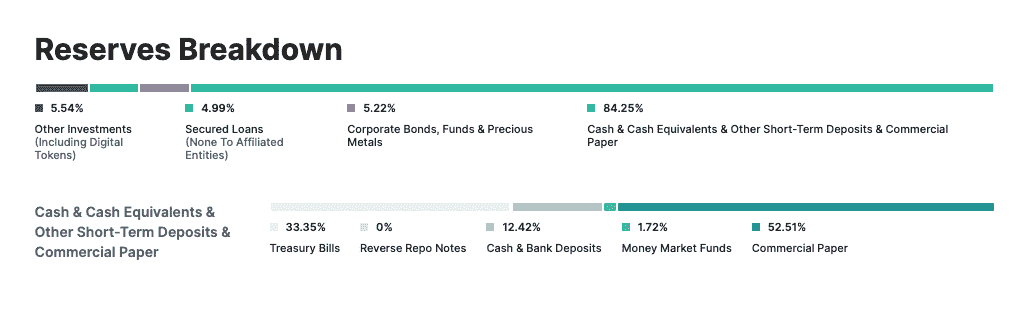 Reserves Breakdown
5.54%
Other Investments
(Including Digital
Tokens)
4.99%
Secured Loans
(None To Affiliated
Entities)
5.22%
Corporate Bonds, Funds & Precious
Metals
84.25%
Cash & Cash Equivalents & Other Short-Term Deposits & Commercial
Paper
Cash & Cash Equivalents &
Other Short-Term Deposits &
Commercial Paper
33.35%
Treasury Bills
0%
Reverse Repo Notes
12.42%
Cash & Bank Deposits
1.72%
Money Market Funds
52.51%
Commercial Paper